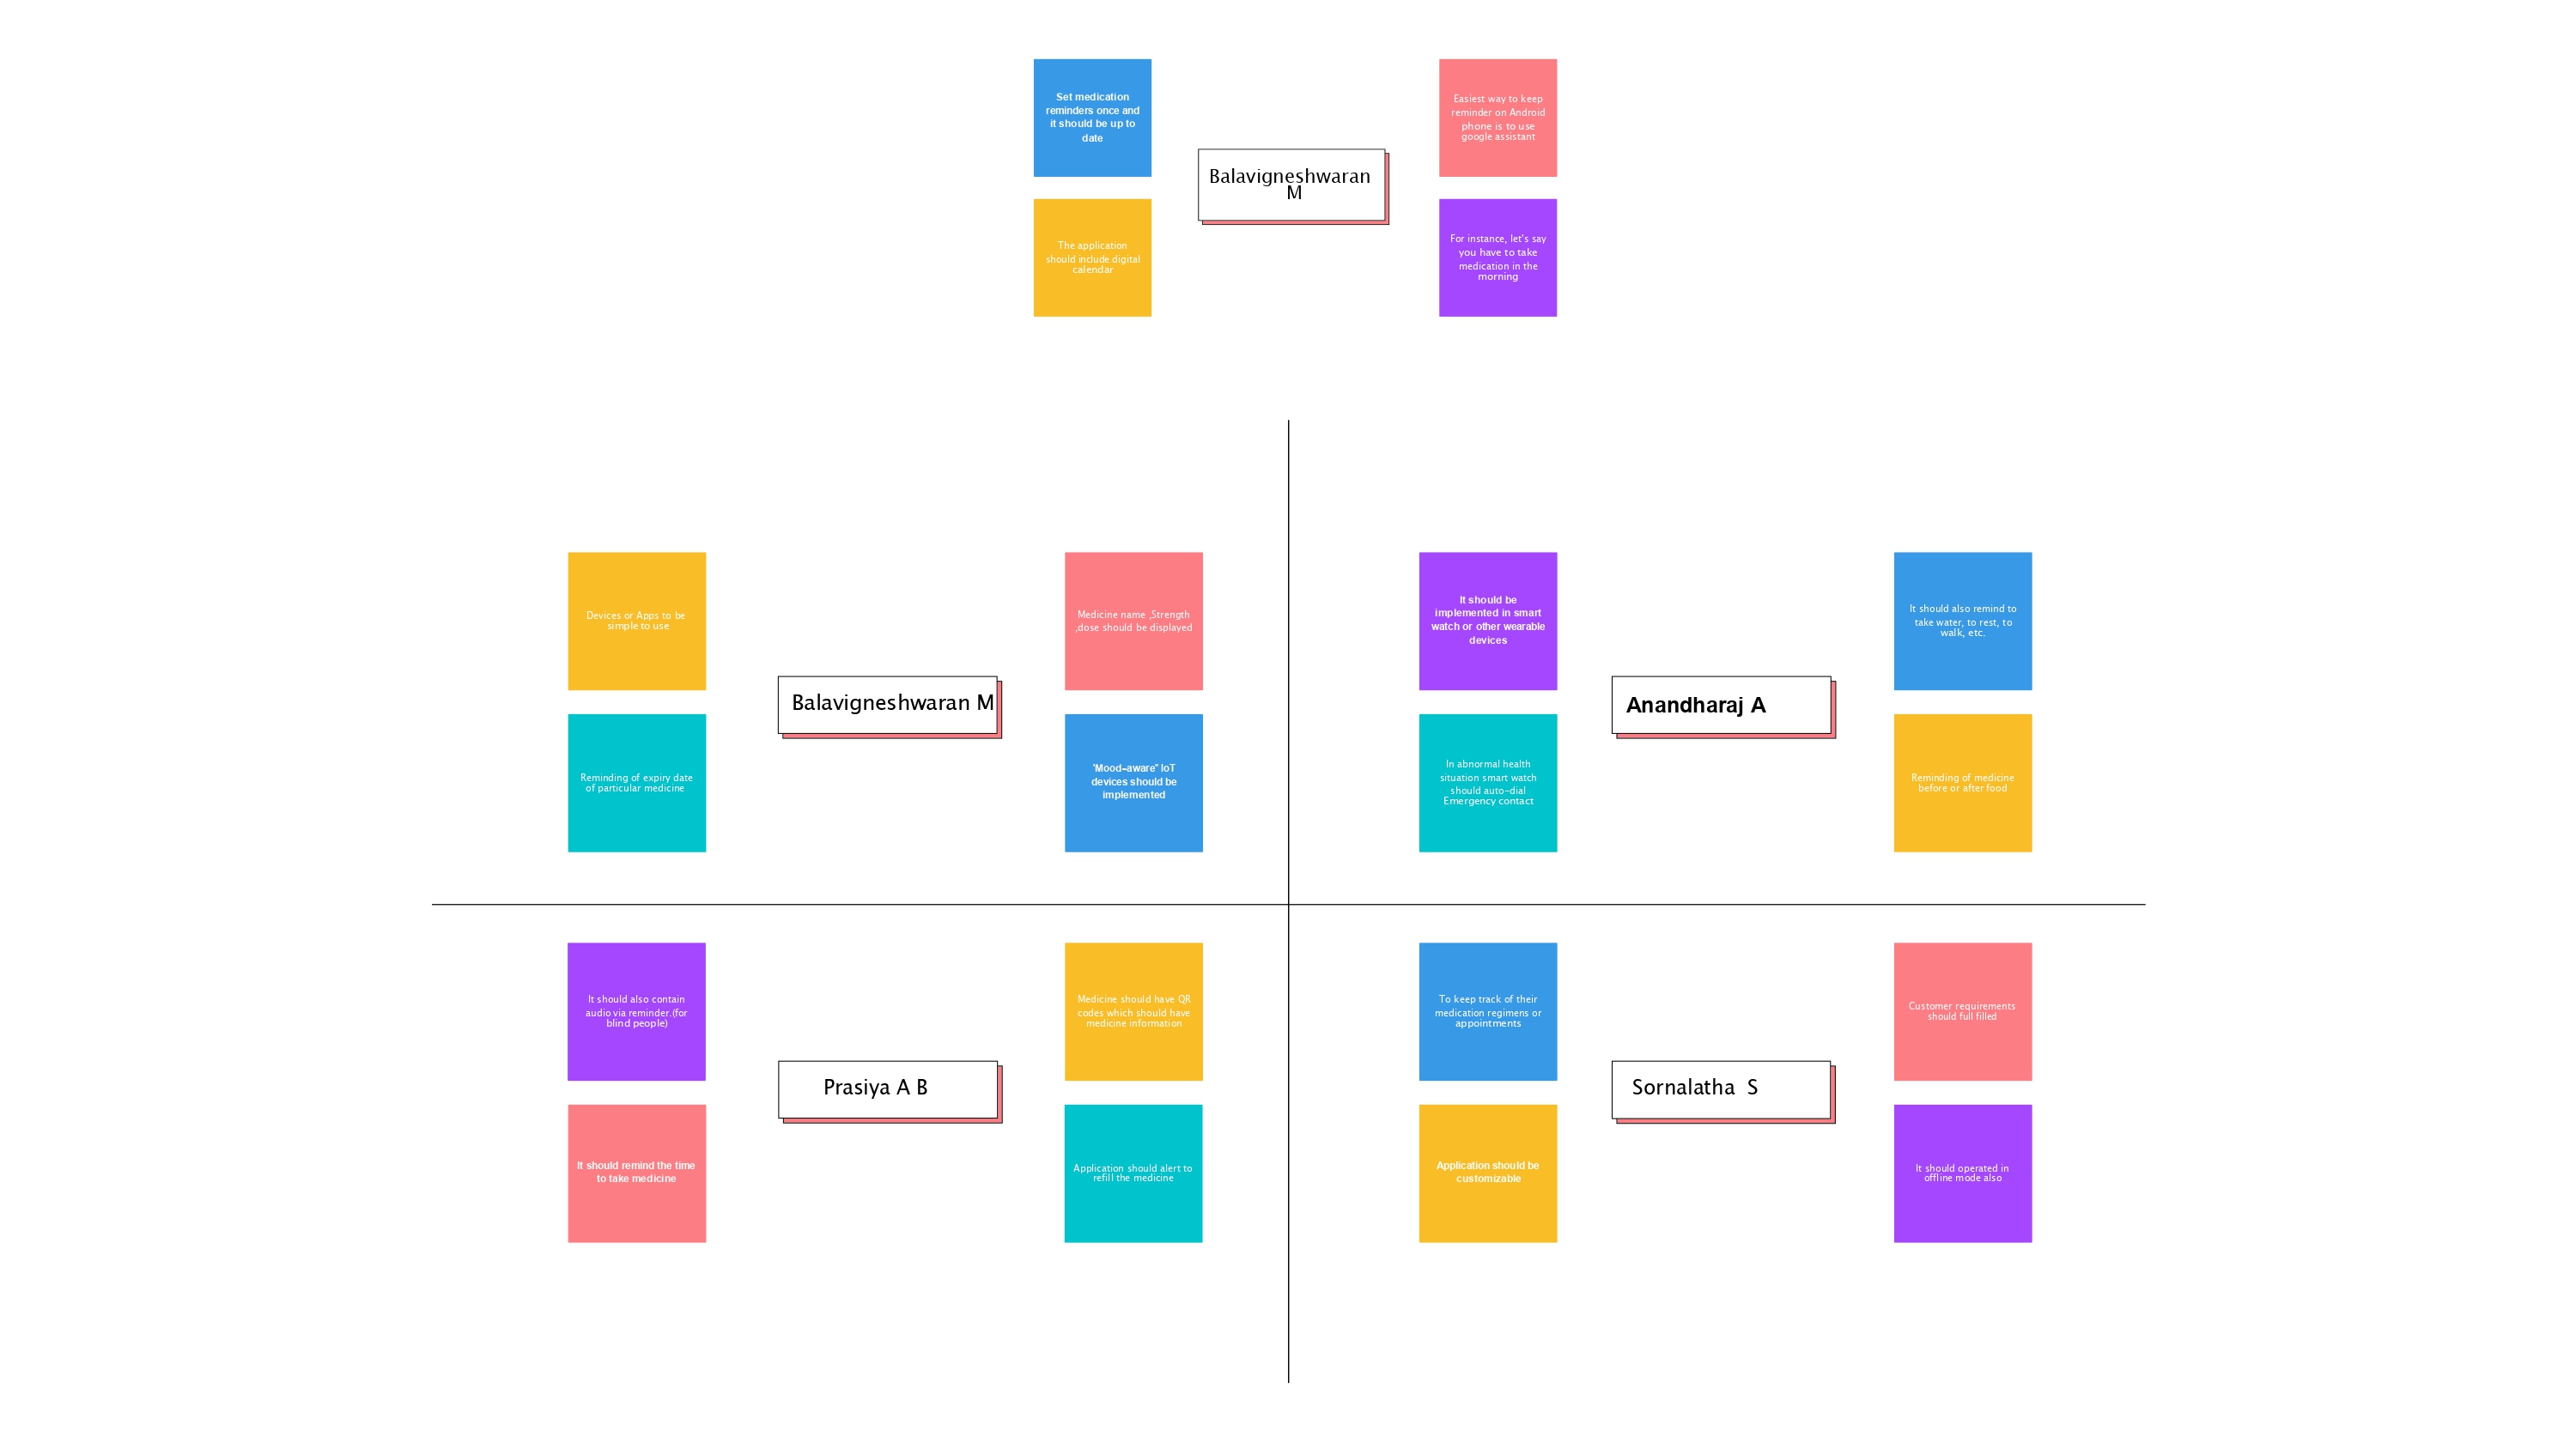 Set medication
reminders once and
it should be up to
date
Easiest way to keep
reminder on Android
phone is to use
google assistant
Balavigneshwaran
M
The application
should include digital
calendar
For instance, let's say
you have to take
medication in the
morning
Devices or Apps to be
simple to use
Medicine name ,Strength
,dose should be displayed
Balavigneshwaran M
Reminding of expiry date
of particular medicine
'Mood-aware" IoT
devices should be
implemented
It should be
implemented in smart
watch or other wearable
devices
It should also remind to
take water, to rest, to
walk, etc.
Anandharaj A
In abnormal health
situation smart watch
should auto-dial
Emergency contact
Reminding of medicine
before or after food
It should also contain
audio via reminder.(for
blind people)
Medicine should have QR
codes which should have
medicine information
Prasiya A B
It should remind the time
to take medicine
Application should alert to
refill the medicine
To keep track of their
medication regimens or
appointments
Customer requirements
should full filled
Sornalatha  S
Application should be
customizable
It should operated in
offline mode also